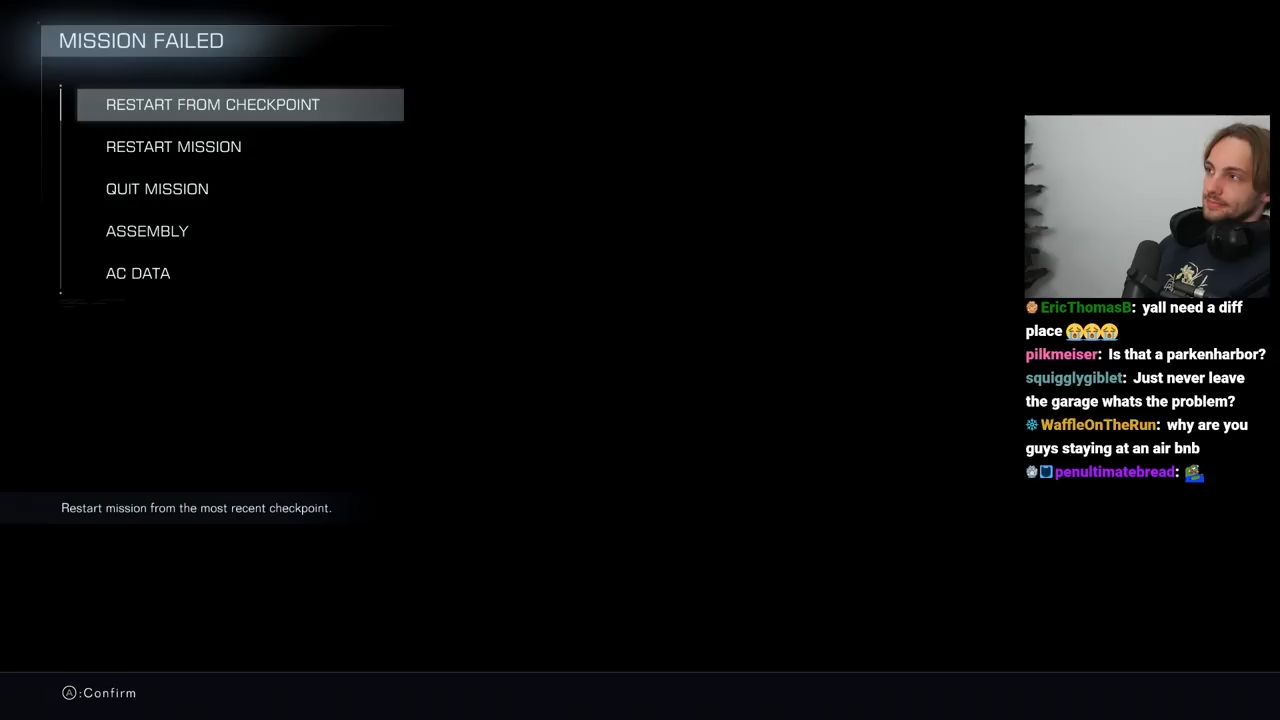 MISSION FAILED
RESTART FROM CHECKPOINT
RESTART MISSION
QUIT MISSION
ASSEMBLY
AC DATA
Restart mission from the most recent checkpoint.
Ⓐ:Confirm
EricThomasB: yall need a diff
place 😭😭😭
pilkmeiser: Is that a parkenharbor?
squigglygiblet: Just never leave
the garage whats the problem?
WaffleOnTheRun: why are you
guys staying at an air bnb
penultimatebread: